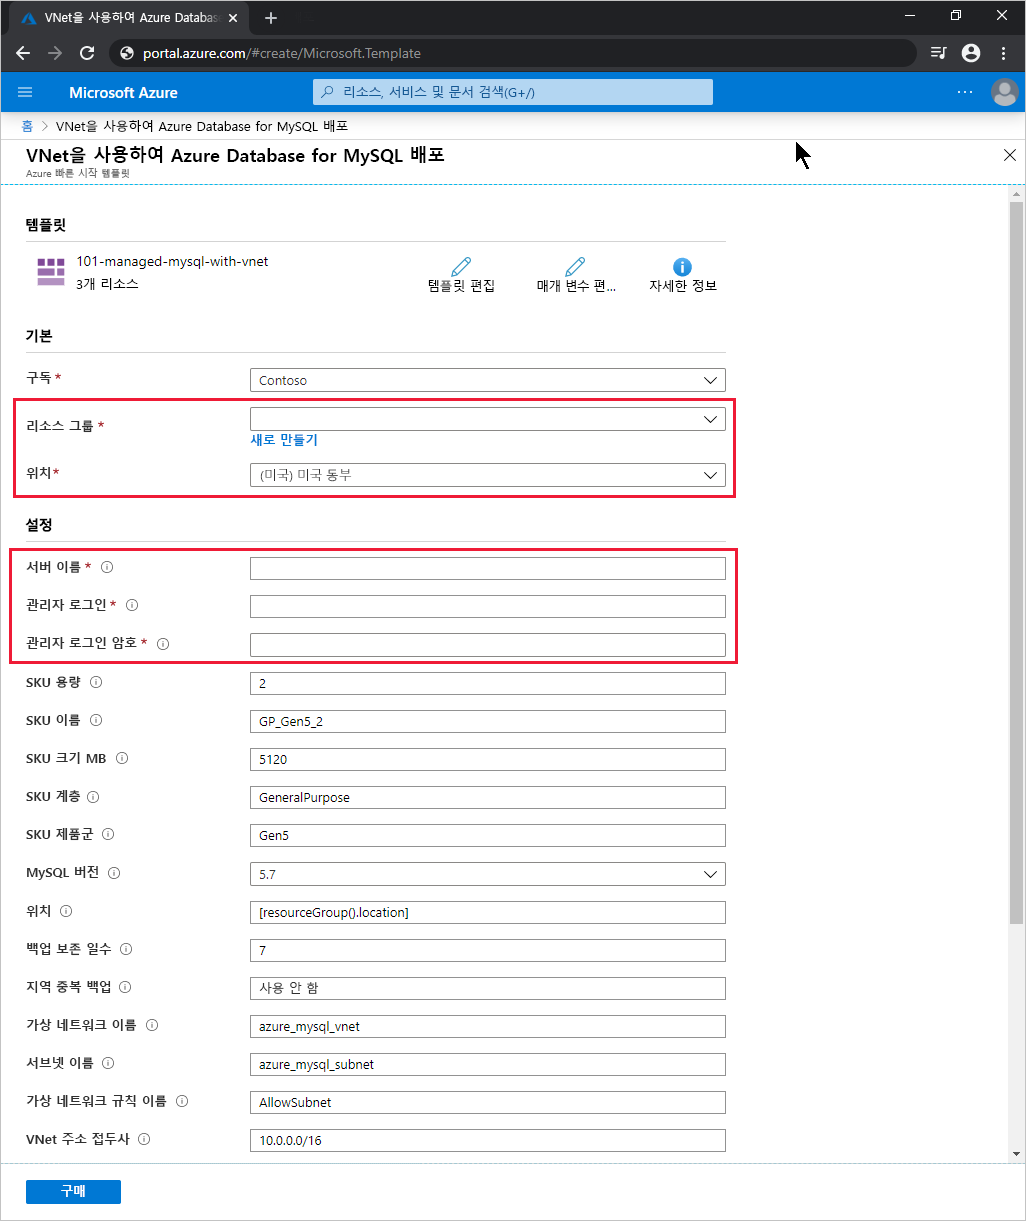 VNet을 사용하여 Azure Databas
portal.azure.com/#create/Microsoft.Template
Microsoft Azure
리소스, 서비스 및 문서 검색(G+/)
홈 > VNet을 사용하여 Azure Database for MySQL 배포
VNet을 사용하여 Azure Database for MySQL 배포
Azure 빠른 시작 템플릿
템플릿
101-managed-mysql-with-vnet
3개 리소스
템플릿 편집
매개 변수 편...
자세한 정보
기본
구독 *
Contoso
리소스 그룹 *
새로 만들기
위치*
(미국) 미국 동부
설정
서버 이름 *
관리자 로그인 *
관리자 로그인 암호 *
SKU 용량
2
SKU 이름
GP_Gen5_2
SKU 크기 MB
5120
SKU 계층
GeneralPurpose
SKU 제품군
Gen5
MySQL 버전
5.7
위치
[resourceGroup().location]
백업 보존 일수
7
지역 중복 백업
사용 안 함
가상 네트워크 이름
azure_mysql_vnet
서브넷 이름
azure_mysql_subnet
가상 네트워크 규칙 이름
AllowSubnet
VNet 주소 접두사
10.0.0.0/16
구매